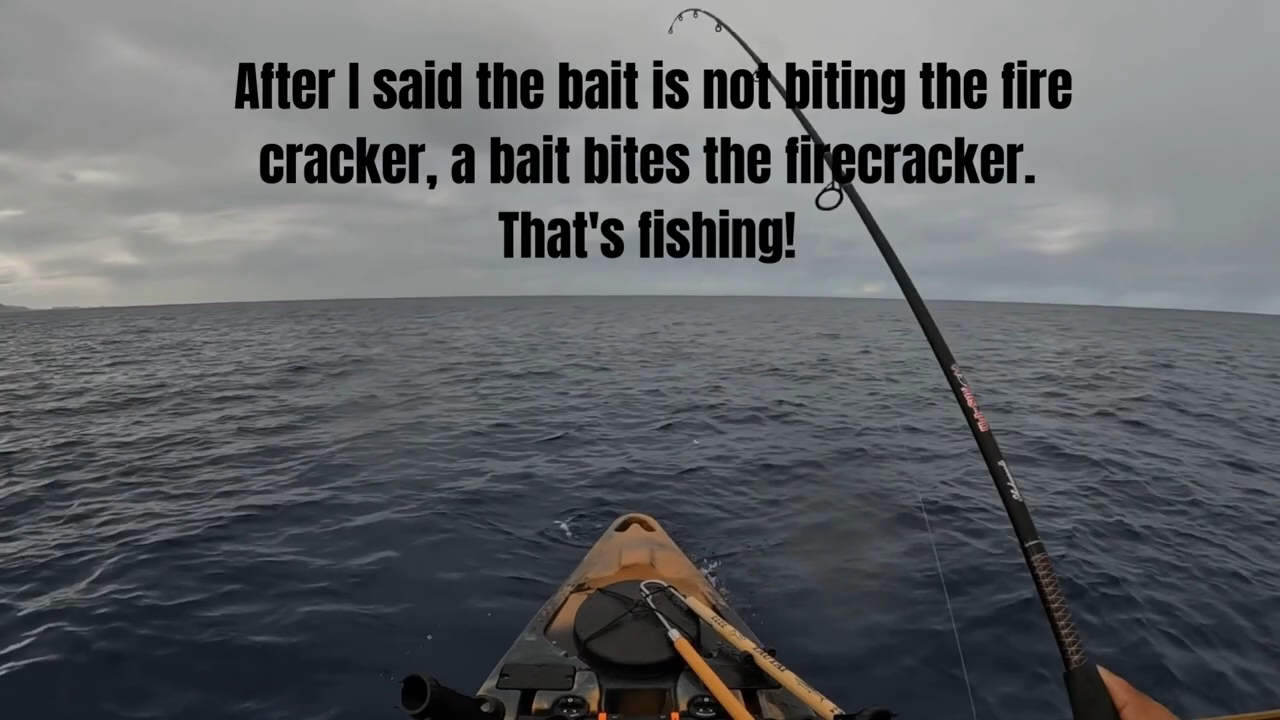 After I said the bait is not biting the fire
cracker, a bait bites the firecracker.
That's fishing!